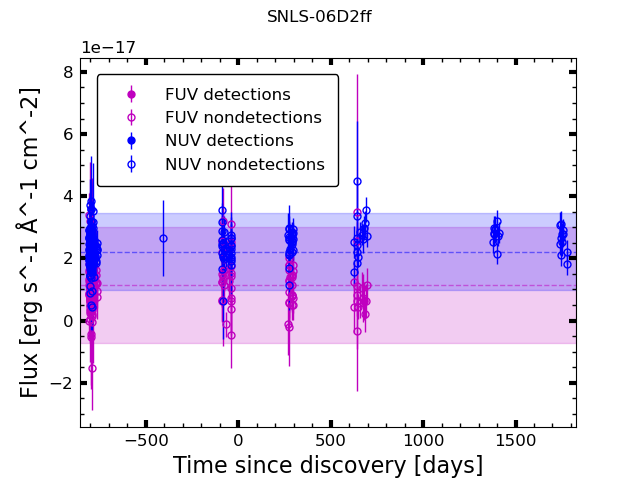 SNLS-06D2ff
1e−17
FUV detections
FUV nondetections
NUV detections
NUV nondetections
8
6
4
2
0
−2
Flux [erg s^-1 Å^-1 cm^-2]
−500 0 500 1000 1500
Time since discovery [days]